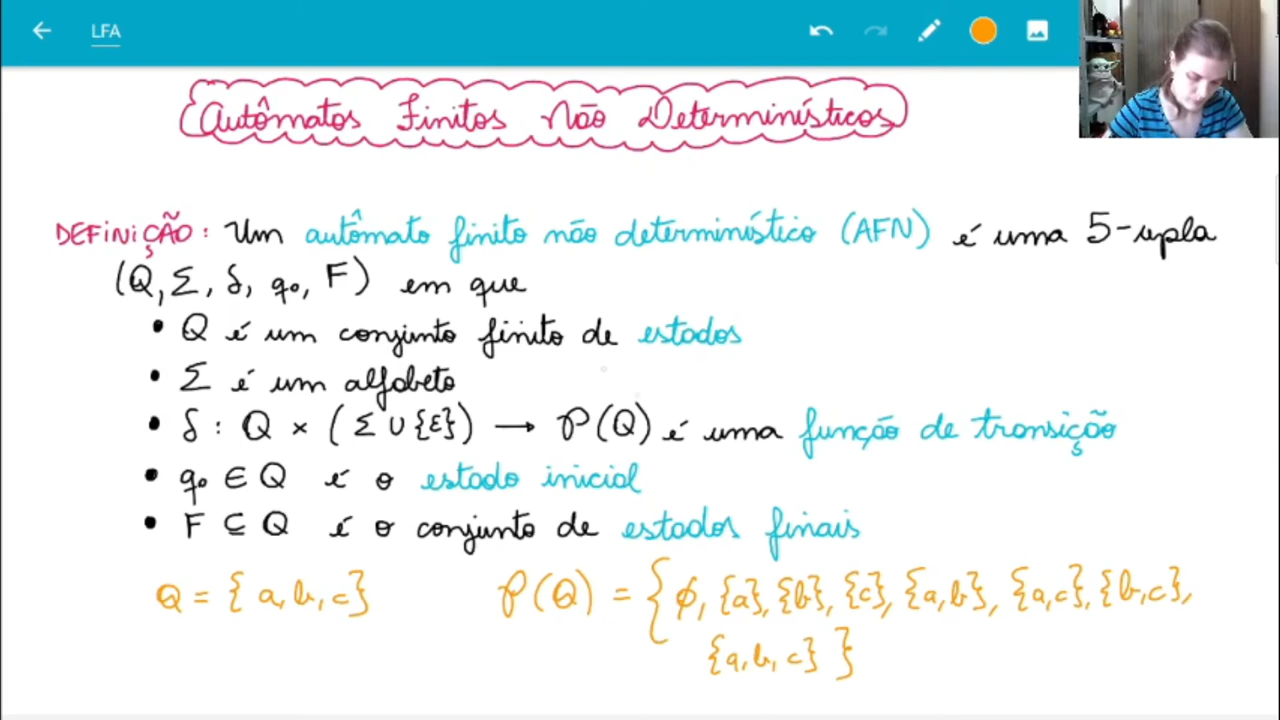 LFA
Autômatos Finitos Não Determinísticos
DEFINIÇÃO: Um autômato finito não determinístico (AFN) é uma 5-upla
(Q, Σ, δ, q₀, F) em que
• Q é um conjunto finito de estados
• Σ é um alfabeto
• δ : Q × (Σ ∪ {ε}) → P(Q) é uma função de transição
• q₀ ∈ Q é o estado inicial
• F ⊆ Q é o conjunto de estados finais
Q = {a, b, c} P(Q) = {ϕ, {a}, {b}, {c}, {a,b}, {a,c}, {b,c},
{a, b, c} }